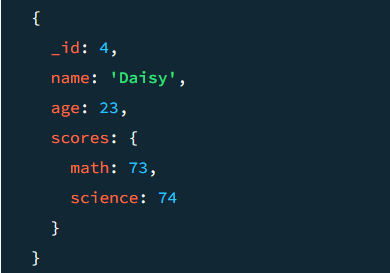 {
  _id: 4,
  name: 'Daisy',
  age: 23,
  scores: {
    math: 73,
    science: 74
  }
}